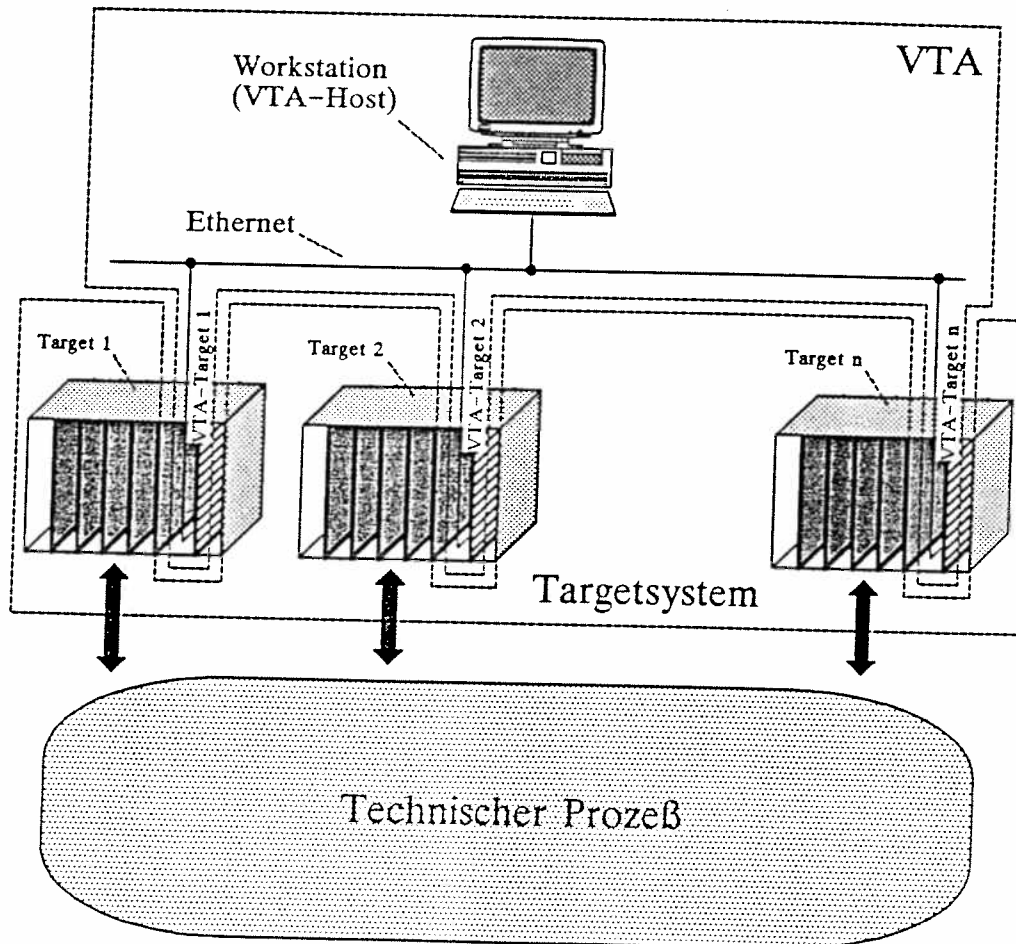 VTA
Workstation
(VTA-Host)
Ethernet
Target 1
VTA-Target 1
Target 2
VTA-Target 2
Target n
VTA-Target n
Targetsystem
Technischer Prozeß